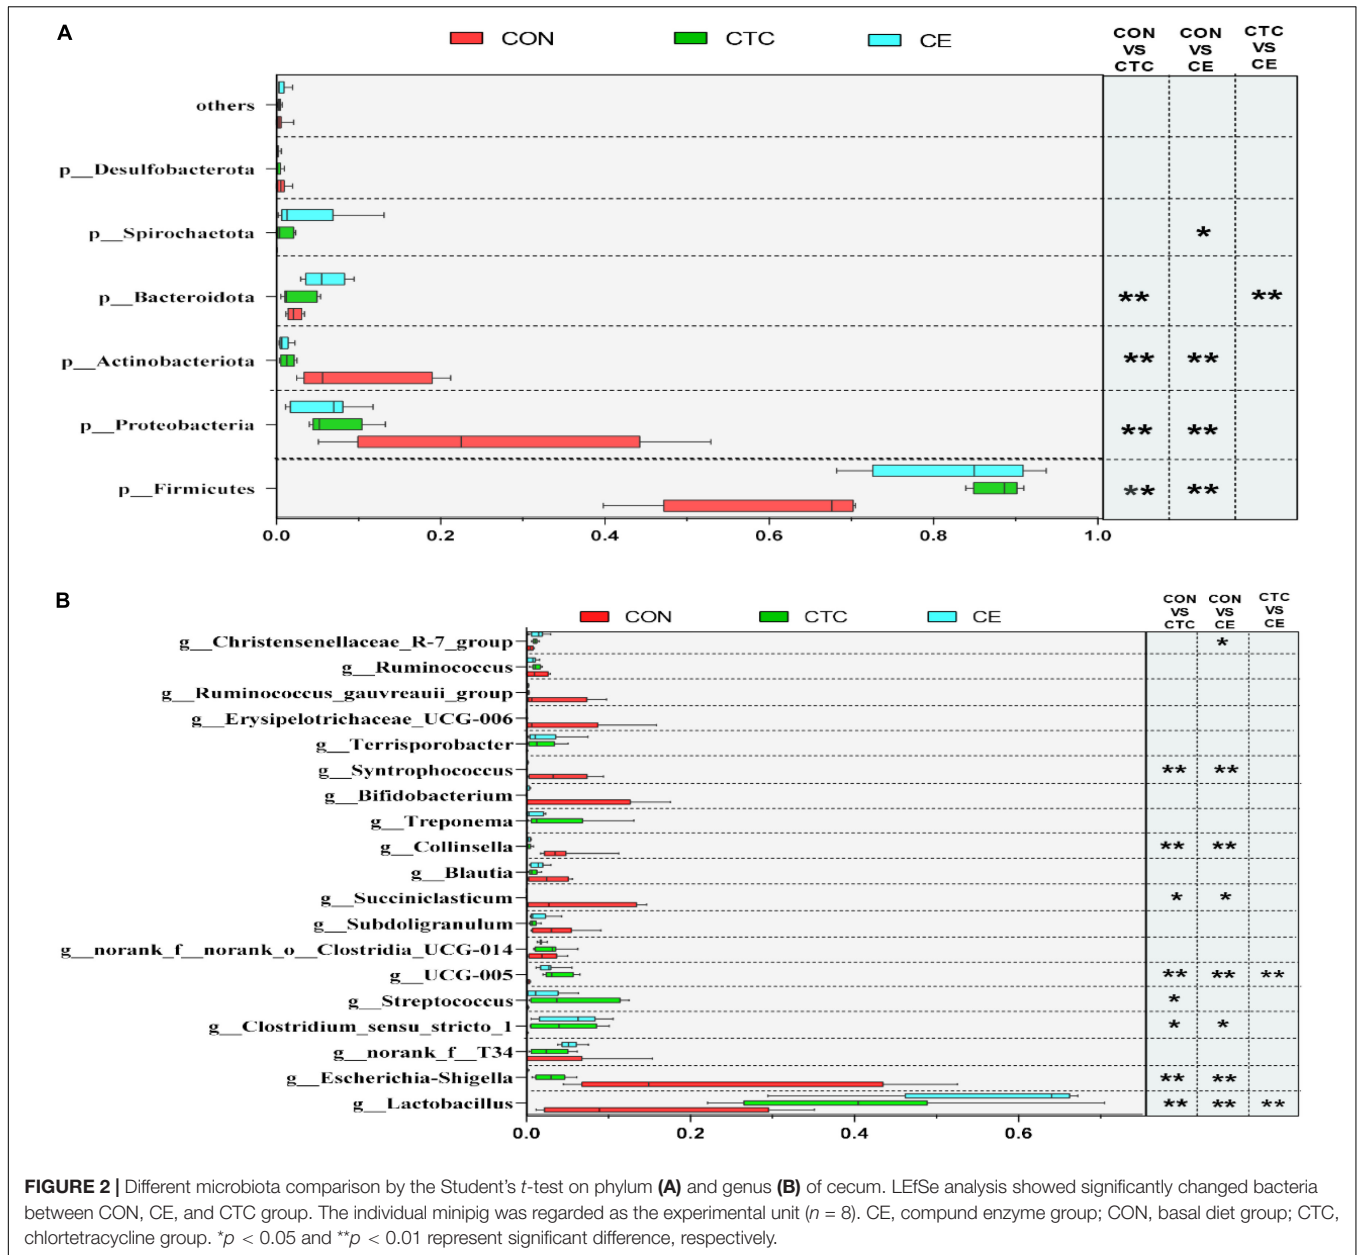 A
CON CTC CE
CON VS CTC
CON VS CE
CTC VS CE
others
p__Desulfobacterota
p__Spirochaetota
*
p__Bacteroidota
** **
p__Actinobacteriota
** **
p__Proteobacteria
** **
p__Firmicutes
** **
0.0 0.2 0.4 0.6 0.8 1.0
B
CON CTC CE
CON VS CTC
CON VS CE
CTC VS CE
g__Christensenellaceae_R-7_group
*
g__Ruminococcus
g__Ruminococcus_gauvreauii_group
g__Erysipelotrichaceae_UCG-006
g__Terrisporobacter
g__Syntrophococcus
** **
g__Bifidobacterium
g__Treponema
g__Collinsella
** **
g__Blautia
g__Succiniclasticum
* *
g__Subdoligranulum
g__norank_f__norank_o__Clostridia_UCG-014
g__UCG-005
** ** **
g__Streptococcus
*
g__Clostridium_sensu_stricto_1
* *
g__norank_f__T34
g__Escherichia-Shigella
** **
g__Lactobacillus
** ** **
0.0 0.2 0.4 0.6
FIGURE 2 | Different microbiota comparison by the Student's t-test on phylum (A) and genus (B) of cecum. LEfSe analysis showed significantly changed bacteria
between CON, CE, and CTC group. The individual minipig was regarded as the experimental unit (n = 8). CE, compund enzyme group; CON, basal diet group; CTC,
chlortetracycline group. *p < 0.05 and **p < 0.01 represent significant difference, respectively.